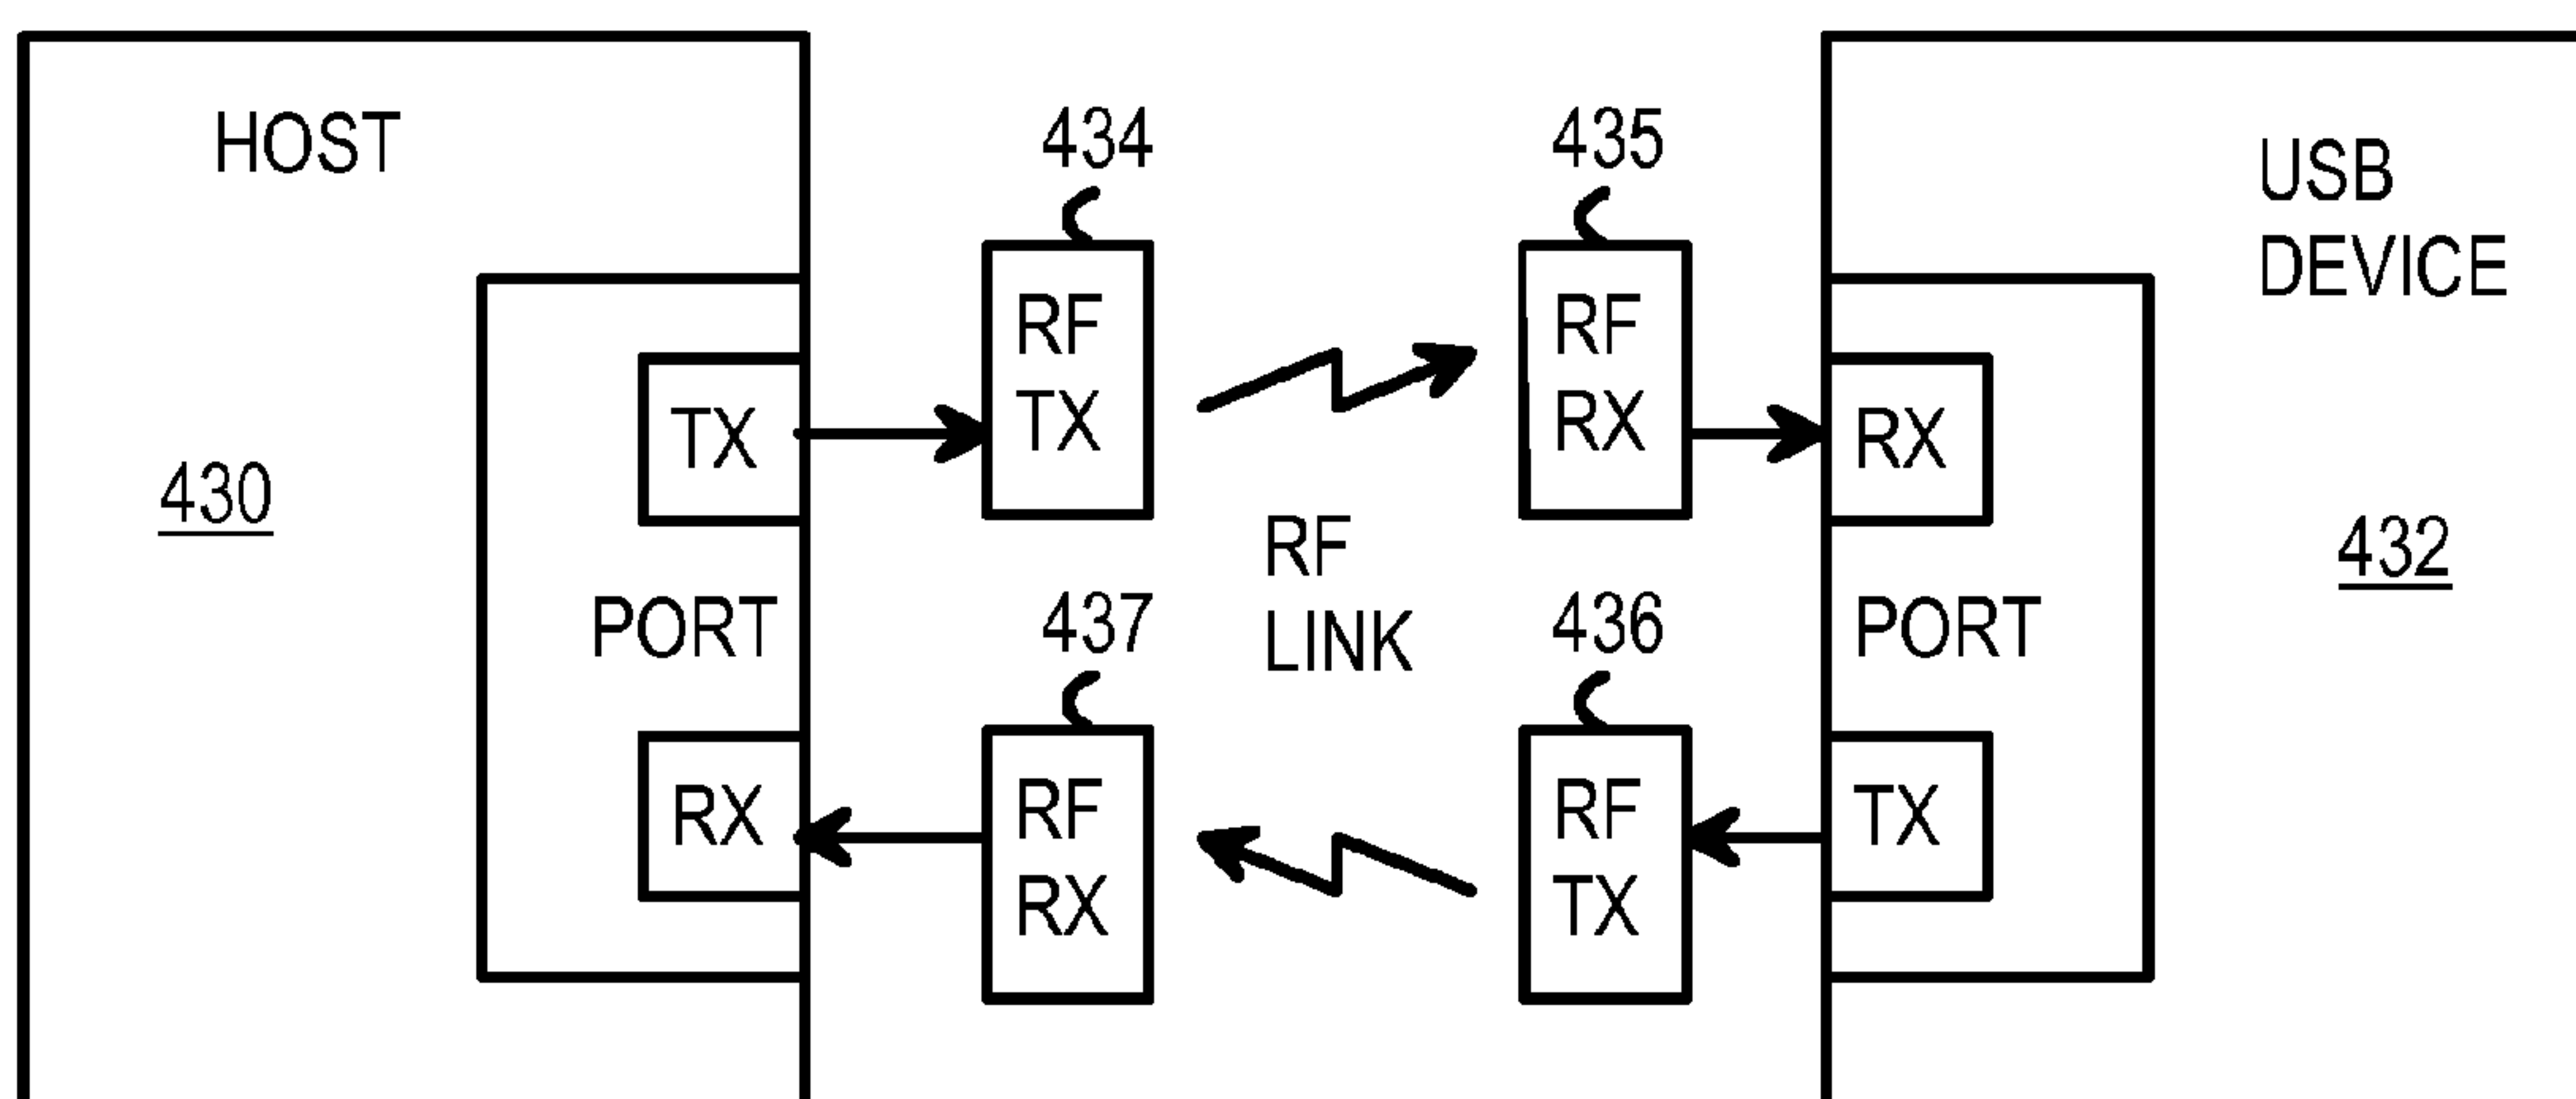 HOST
430
PORT
TX
RX
434
RF
TX
437
RF
RX
RF
LINK
435
RF
RX
436
RF
TX
USB
DEVICE
432
PORT
RX
TX